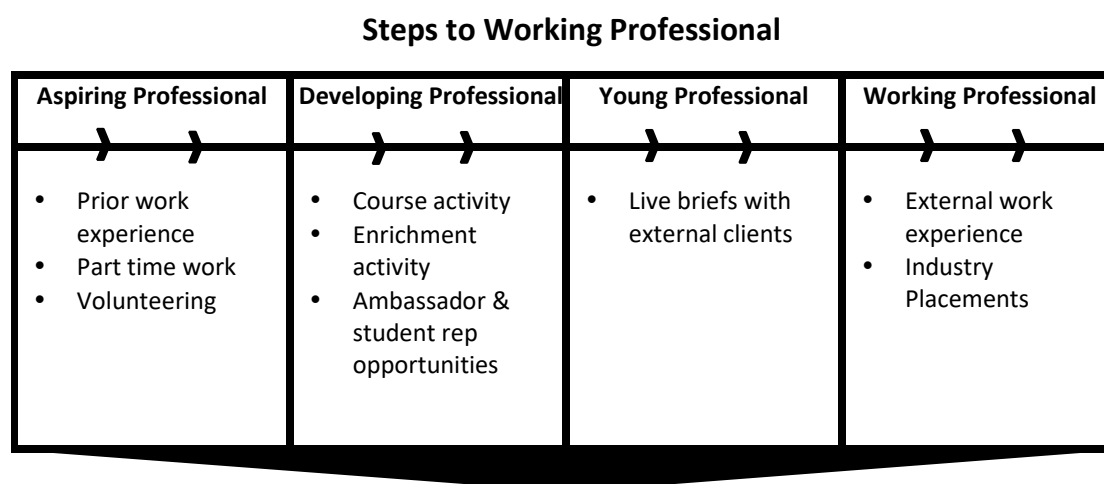 Steps to Working Professional
Aspiring Professional
• Prior work
experience
• Part time work
• Volunteering
Developing Professional
• Course activity
• Enrichment
activity
• Ambassador &
student rep
opportunities
Young Professional
• Live briefs with
external clients
Working Professional
• External work
experience
• Industry
Placements